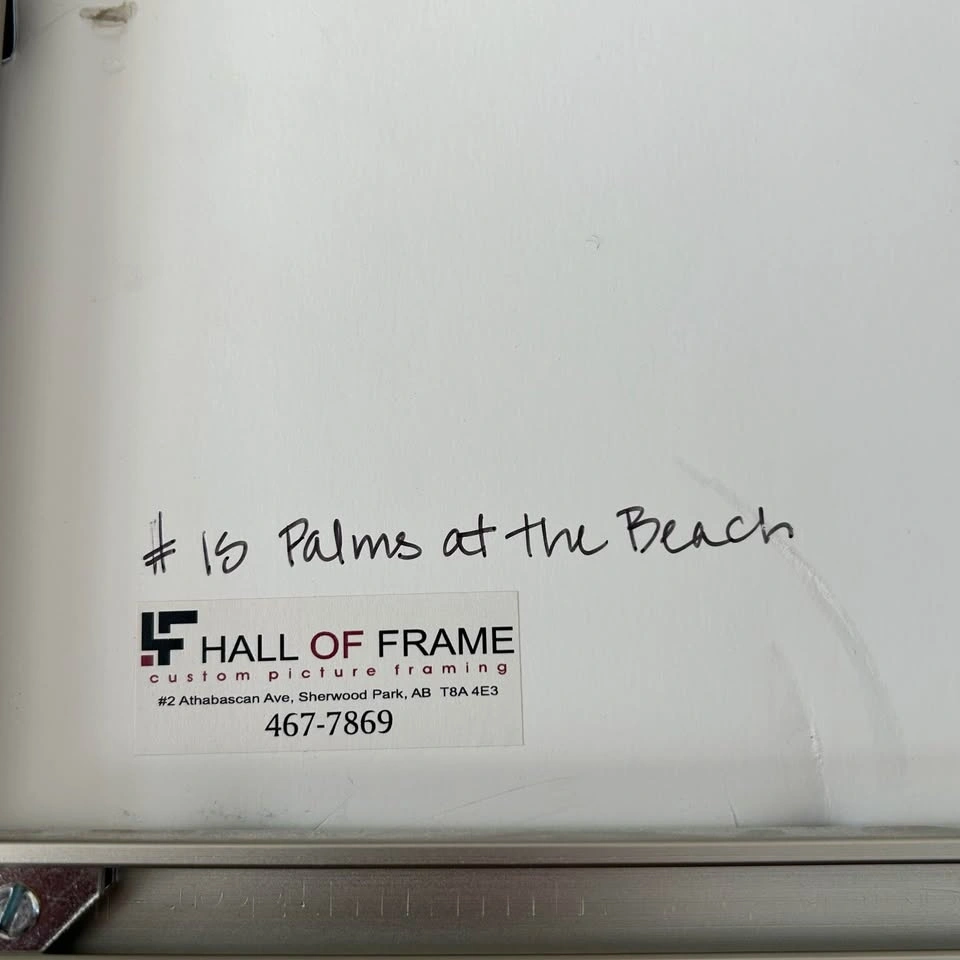 # 15 Palms at the Beach
HALL OF FRAME
custom picture framing
#2 Athabascan Ave, Sherwood Park, AB T8A 4E3
467-7869